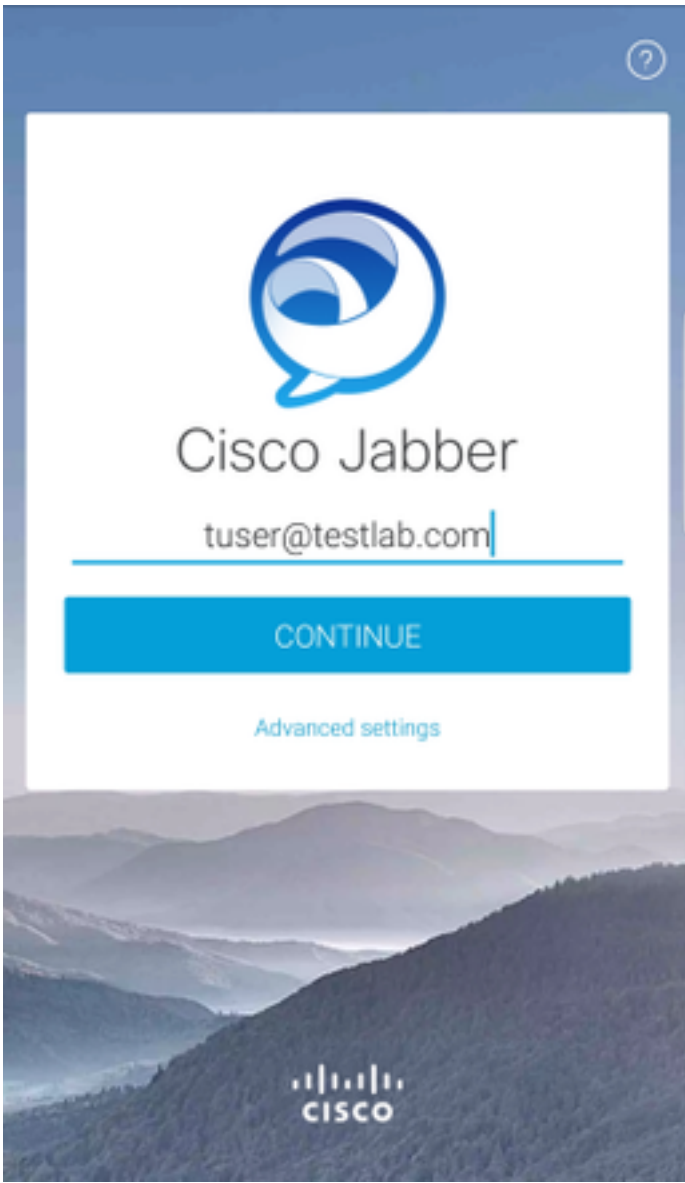 ?
Cisco Jabber
tuser@testlab.com
CONTINUE
Advanced settings
CISCO